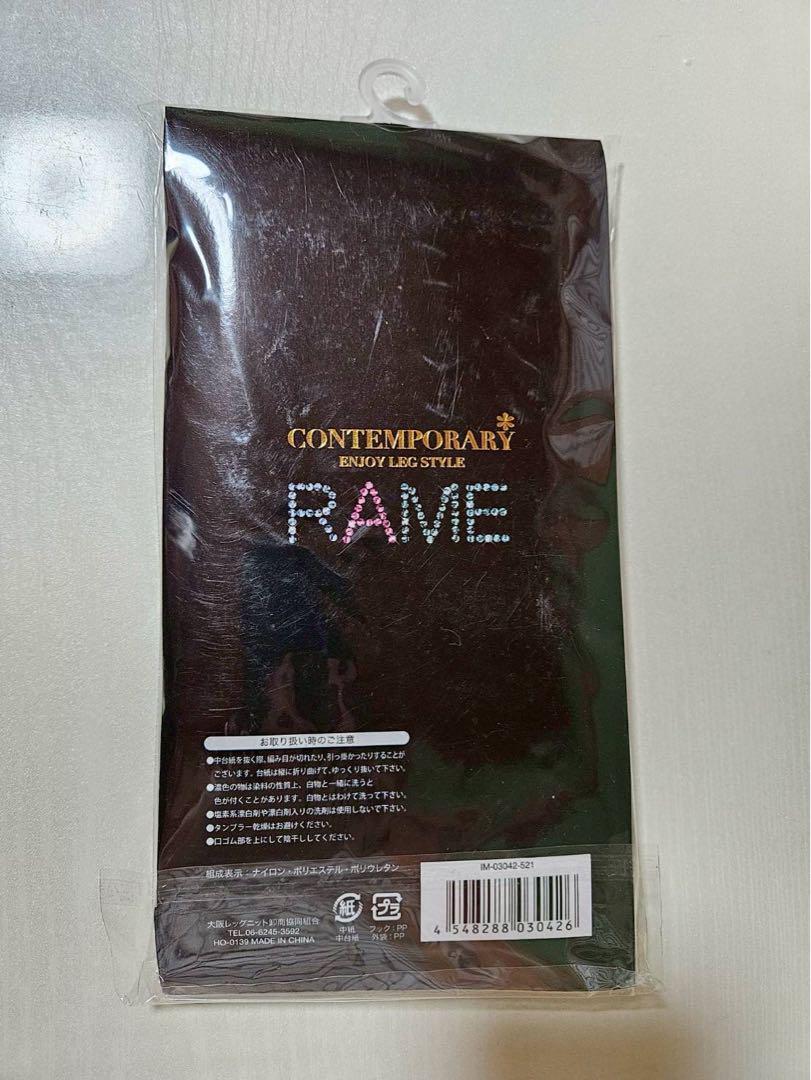 CONTEMPORARY*
ENJOY LEG STYLE
RAME
お取り扱い時のご注意
●中台紙を抜く際、編み目が切れたり、引っ掛かったりすることが
ございます。台紙は縦に折り曲げて、ゆっくり抜いて下さい。
●濃色の物は染料の性質上、白物と一緒に洗うと
色が付くことがあります。白物とはわけて洗って下さい。
●塩素系漂白剤や漂白剤入りの洗剤は使用しないで下さい。
●タンブラー乾燥はお避けください。
●口ゴム部を上にして陰干ししてください。
組成表示：ナイロン・ポリエステル・ポリウレタン
大阪レッグニット卸商協同組合
TEL.06-6245-3592
HO-0139 MADE IN CHINA
紙
中紙
中台紙
プラ
フック：PP
外袋：PP
IM-03042-521
4 548288 030426